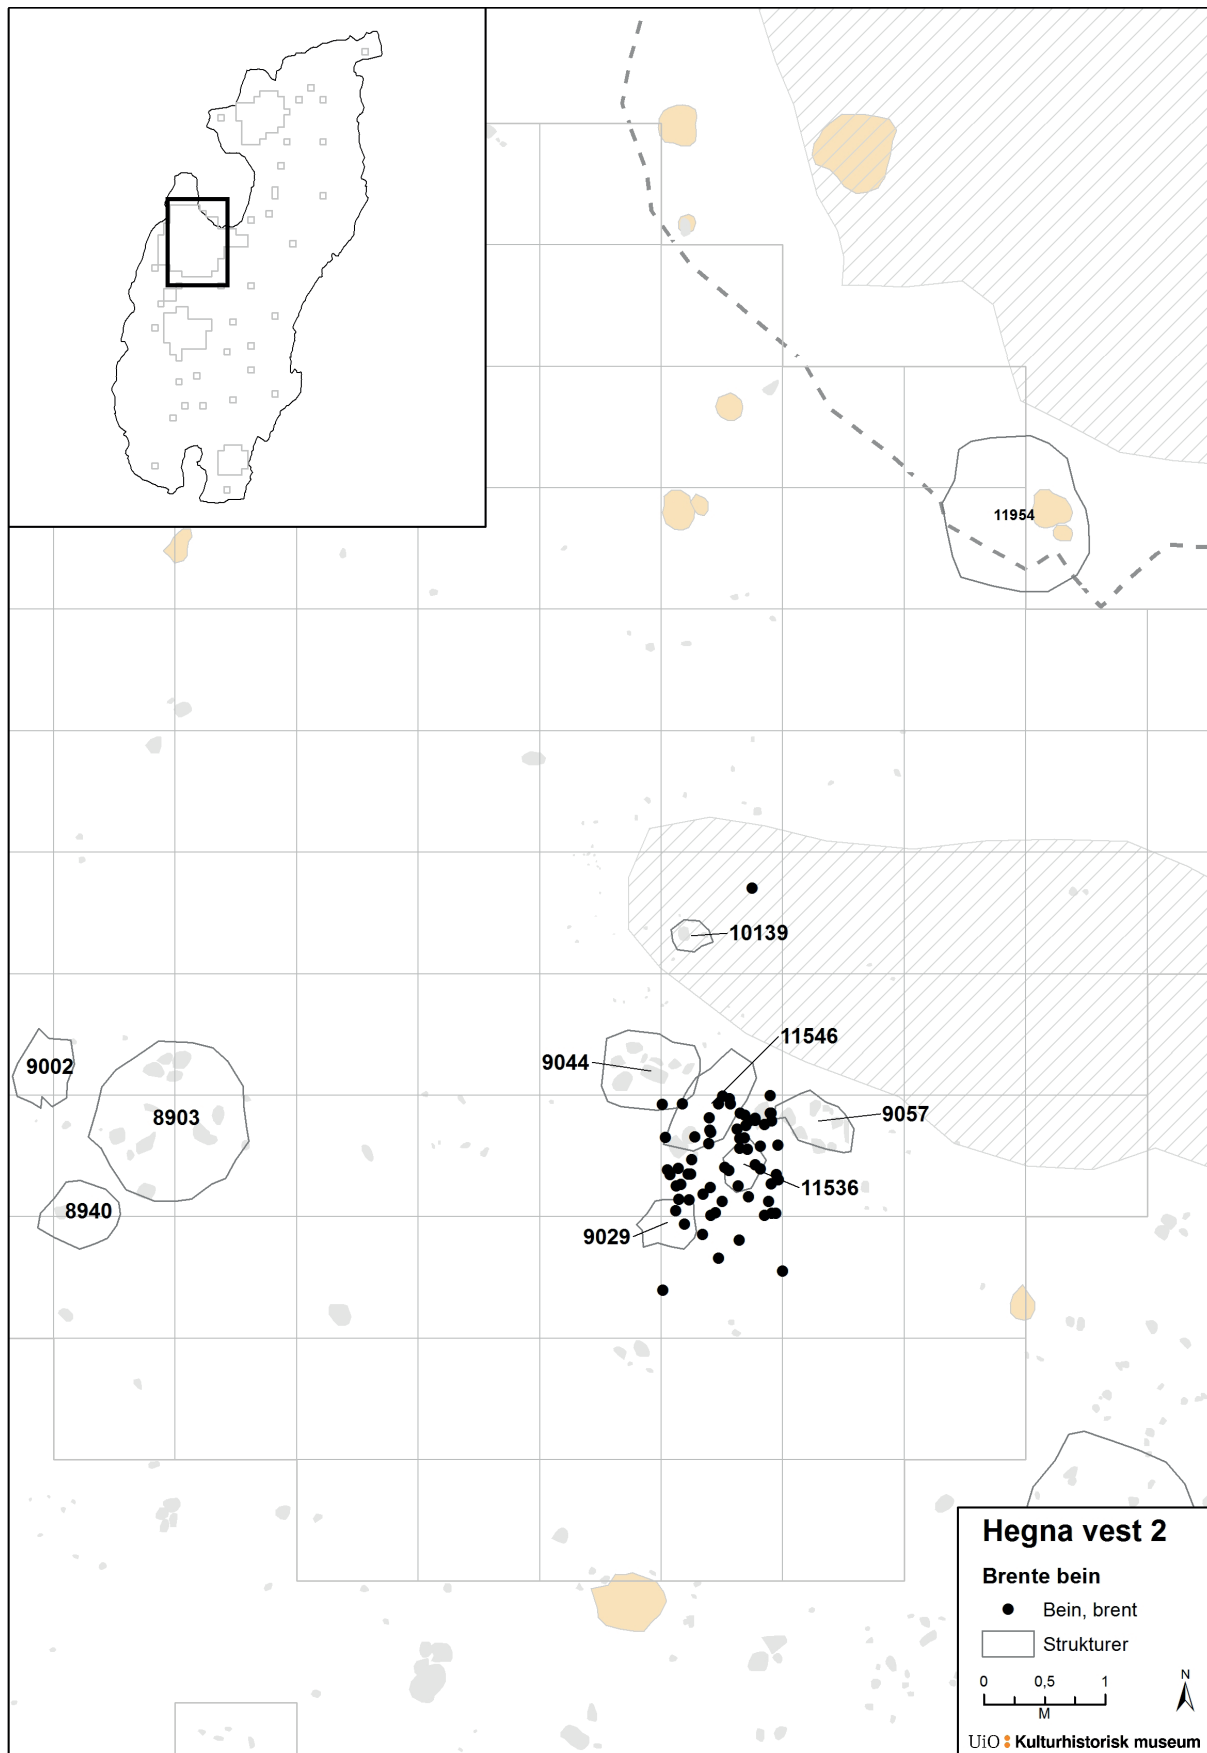 11954
10139
11546
9044
9002
8903
9057
11536
8940
9029
Hegna vest 2
Brente bein
Bein, brent
Strukturer
0 0,5 1
M
N
UiO Kulturhistorisk museum